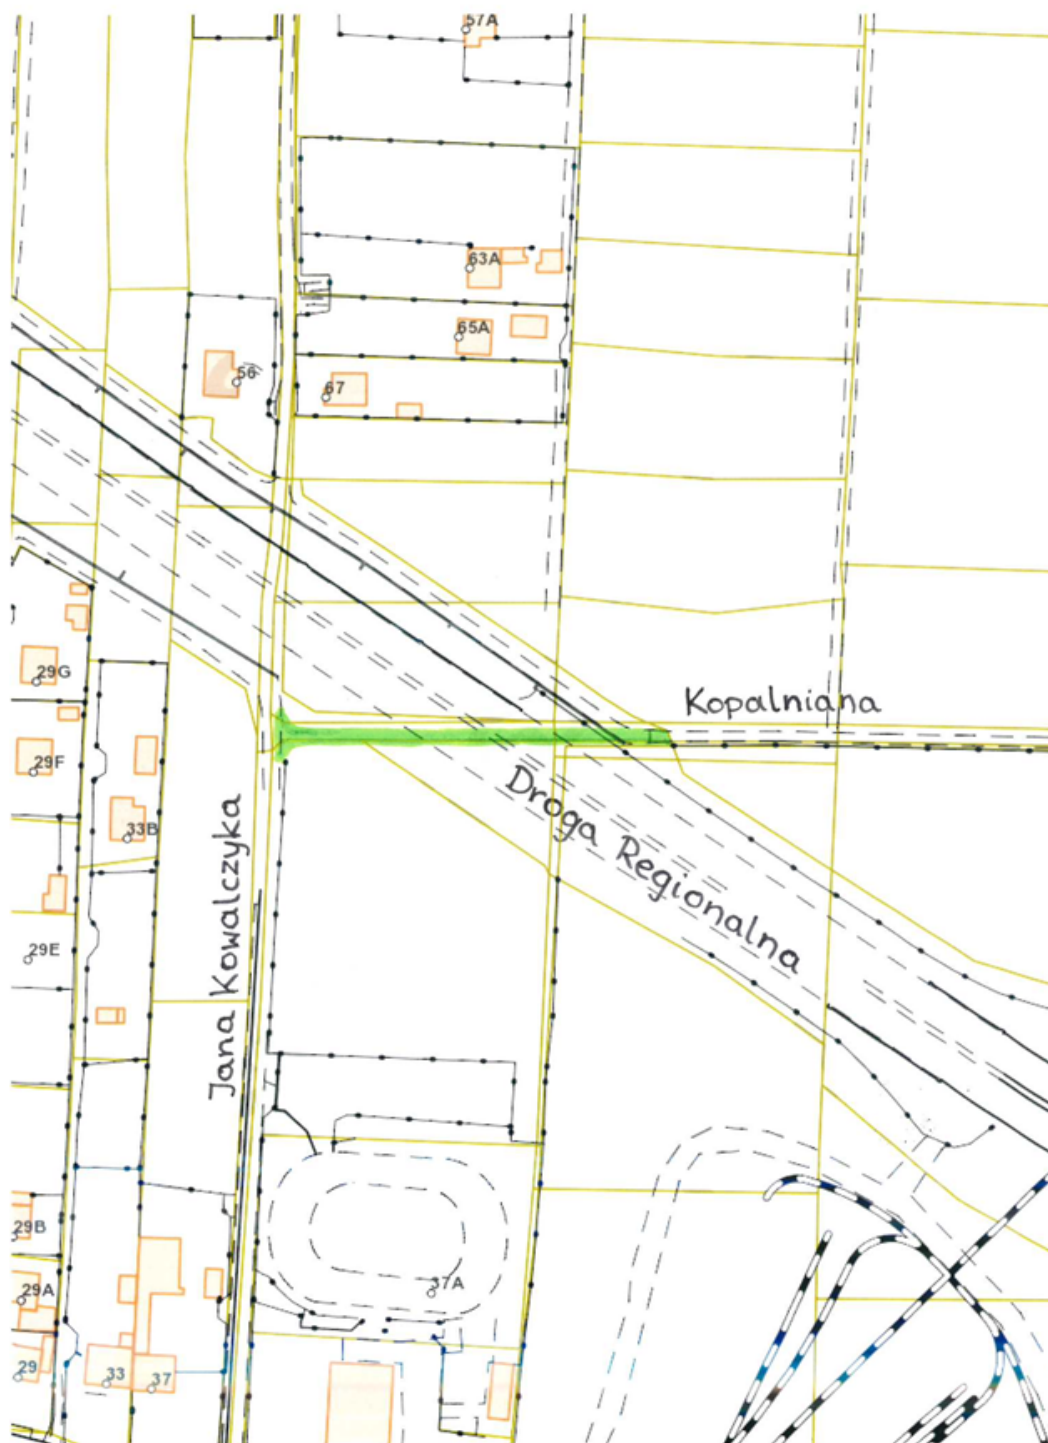 57A
63A
65A
56
67
29G
Kopalniana
29F
Droga Regionalna
33B
Jana Kowalczyka
29E
29B
37A
29A
29
33
37